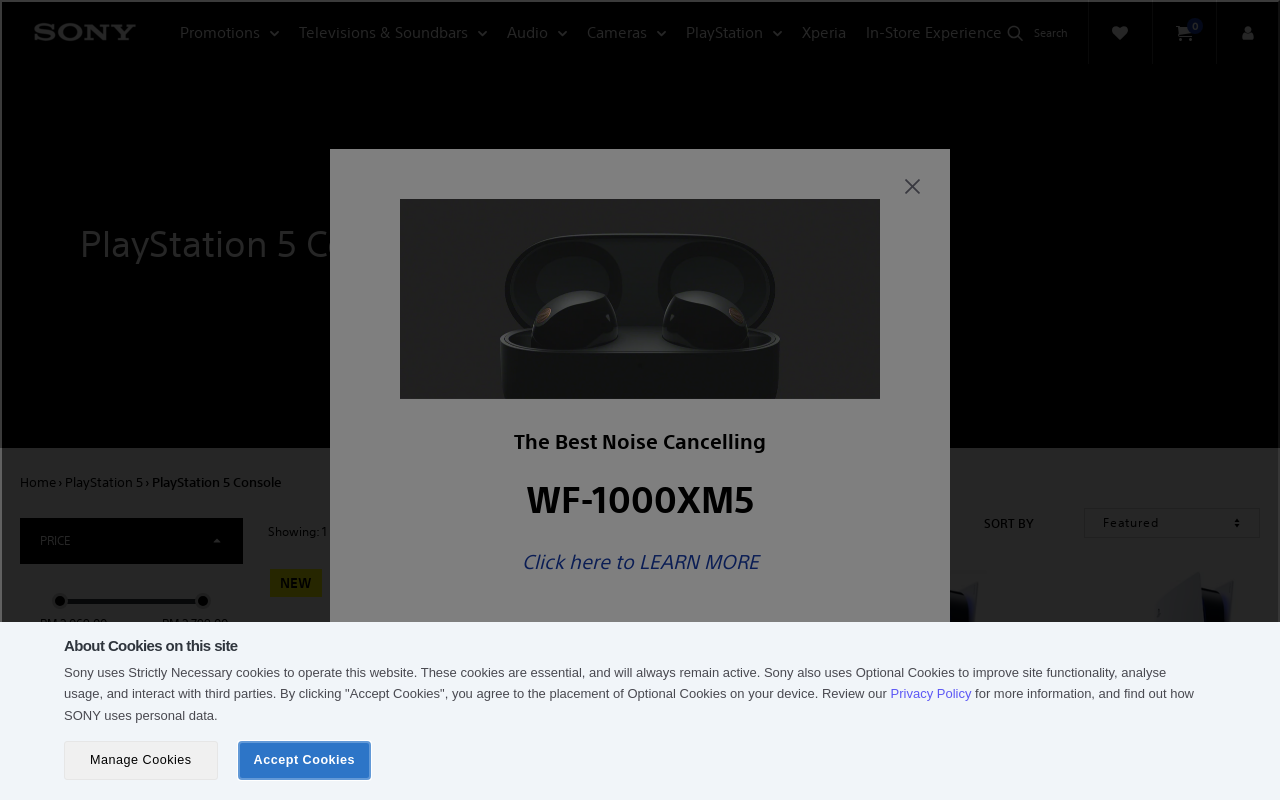 SONY
Promotions
Televisions & Soundbars
Audio
Cameras
PlayStation
Xperia
In-Store Experience
Search
0
PlayStation 5
The Best Noise Cancelling
WF-1000XM5
Click here to LEARN MORE
Home › PlayStation 5 › PlayStation 5 Console
PRICE
Showing: 1
SORT BY
Featured
NEW
About Cookies on this site
Sony uses Strictly Necessary cookies to operate this website. These cookies are essential, and will always remain active. Sony also uses Optional Cookies to improve site functionality, analyse
usage, and interact with third parties. By clicking "Accept Cookies", you agree to the placement of Optional Cookies on your device. Review our Privacy Policy for more information, and find out how
SONY uses personal data.
Manage Cookies
Accept Cookies